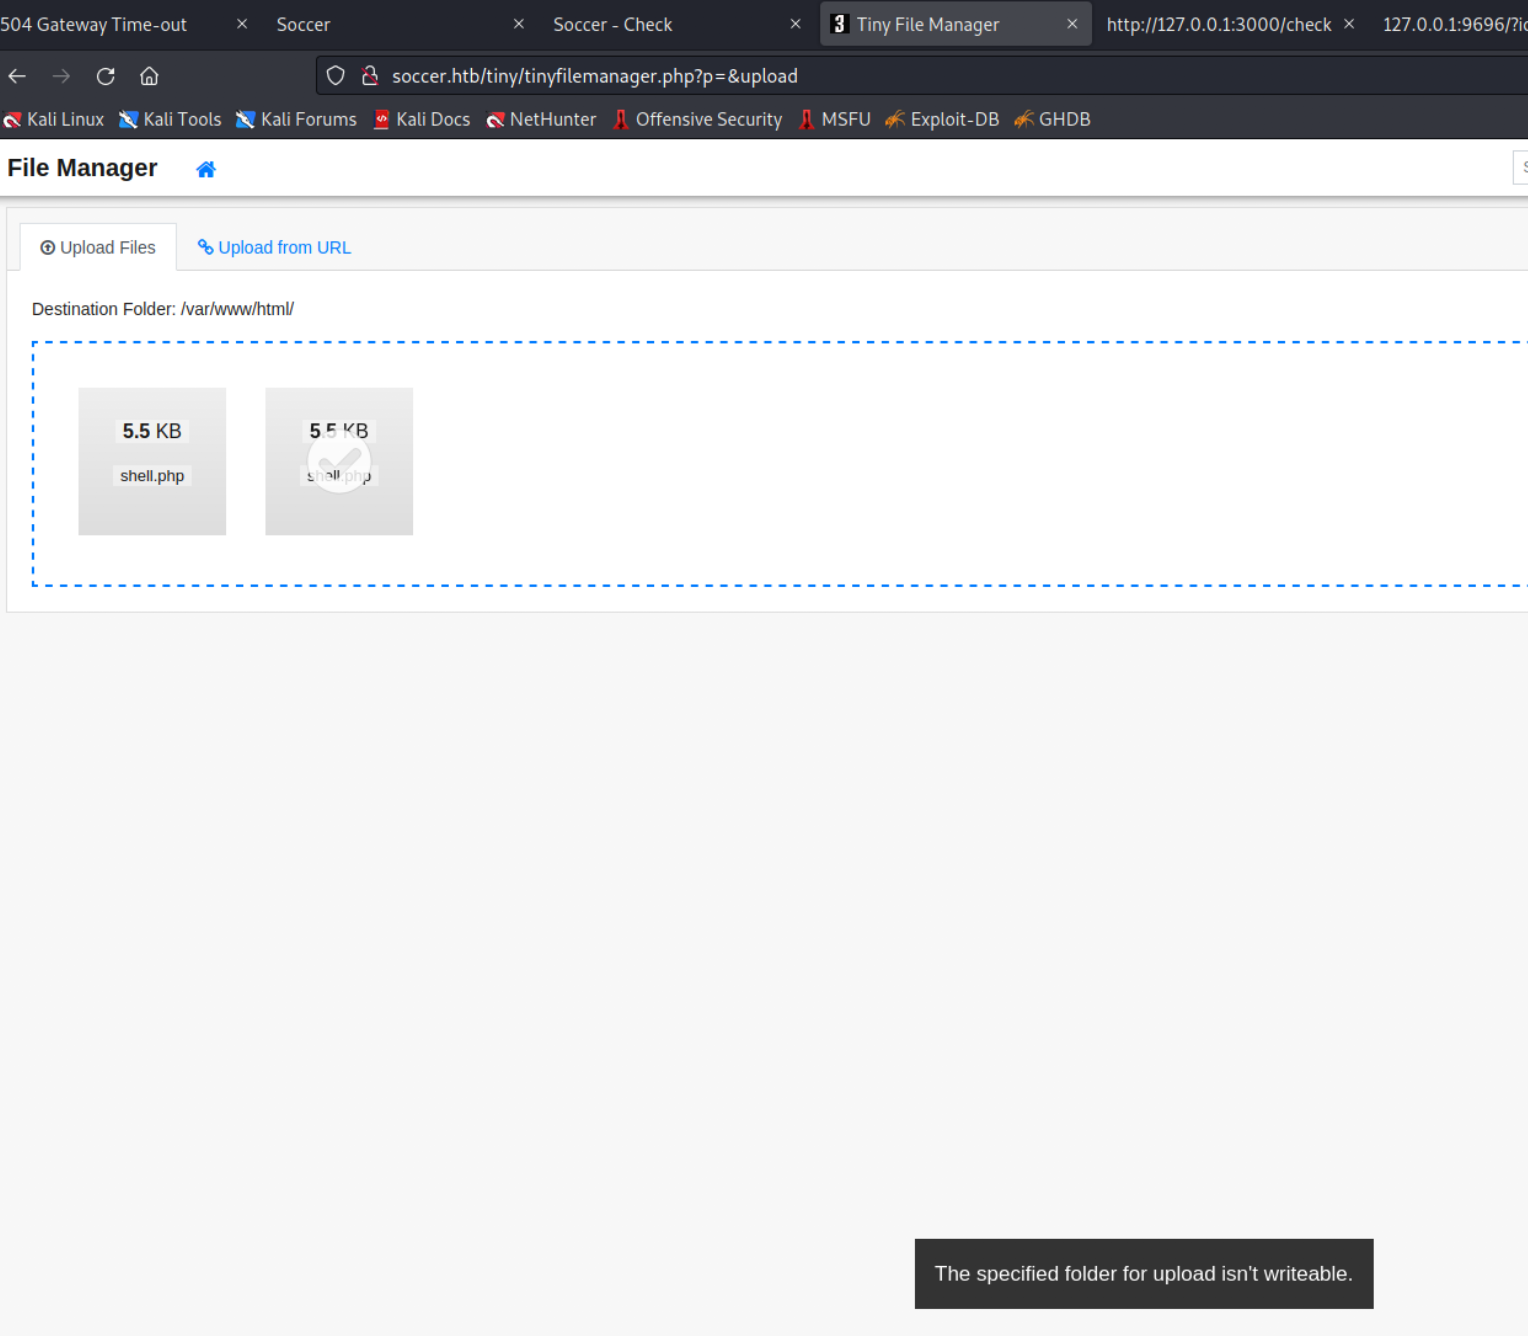 504 Gateway Time-out
Soccer
Soccer - Check
Tiny File Manager
http://127.0.0.1:3000/check
127.0.0.1:9696/?i
soccer.htb/tiny/tinyfilemanager.php?p=&upload
Kali Linux
Kali Tools
Kali Forums
Kali Docs
NetHunter
Offensive Security
MSFU
Exploit-DB
GHDB
File Manager
Upload Files
Upload from URL
Destination Folder: /var/www/html/
5.5 KB
shell.php
5.5 KB
shell.php
The specified folder for upload isn't writeable.